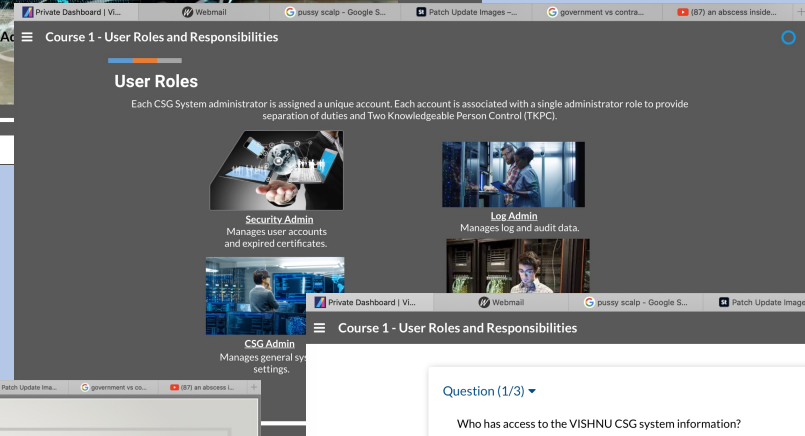 Private Dashboard | Vi...
Webmail
pussy scalp - Google S...
Patch Update Images –...
government vs contra...
(87) an abscess inside...
Course 1 - User Roles and Responsibilities
User Roles
Each CSG System administrator is assigned a unique account. Each account is associated with a single administrator role to provide
separation of duties and Two Knowledgeable Person Control (TKPC).
Security Admin
Manages user accounts
and expired certificates.
Log Admin
Manages log and audit data.
CSG Admin
Manages general sys
settings.
Private Dashboard | Vi...
Webmail
pussy scalp - Google S...
Patch Update Image
Course 1 - User Roles and Responsibilities
Question (1/3)
Who has access to the VISHNU CSG system information?
Patch Update Ima...
government vs co...
(87) an abscess i...